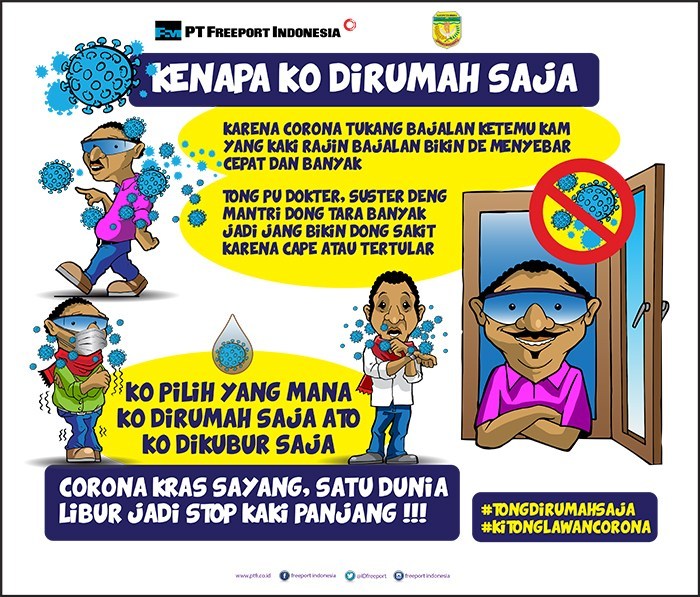 PT FREEPORT INDONESIA
KENAPA KO DIRUMAH SAJA
KARENA CORONA TUKANG BAJALAN KETEMU KAM
YANG KAKI RAJIN BAJALAN BIKIN DE MENYEBAR
CEPAT DAN BANYAK
TONG PU DOKTER, SUSTER DENG
MANTRI DONG TARA BANYAK
JADI JANG BIKIN DONG SAKIT
KARENA CAPE ATAU TERTULAR
KO PILIH YANG MANA
KO DIRUMAH SAJA ATO
KO DIKUBUR SAJA
CORONA KRAS SAYANG, SATU DUNIA
LIBUR JADI STOP KAKI PANJANG !!!
#TONGDIRUMAHSAJA
#KITONGLAWANCORONA
www.ptfi.co.id freeport indonesia @IDfreeport freeport indonesia